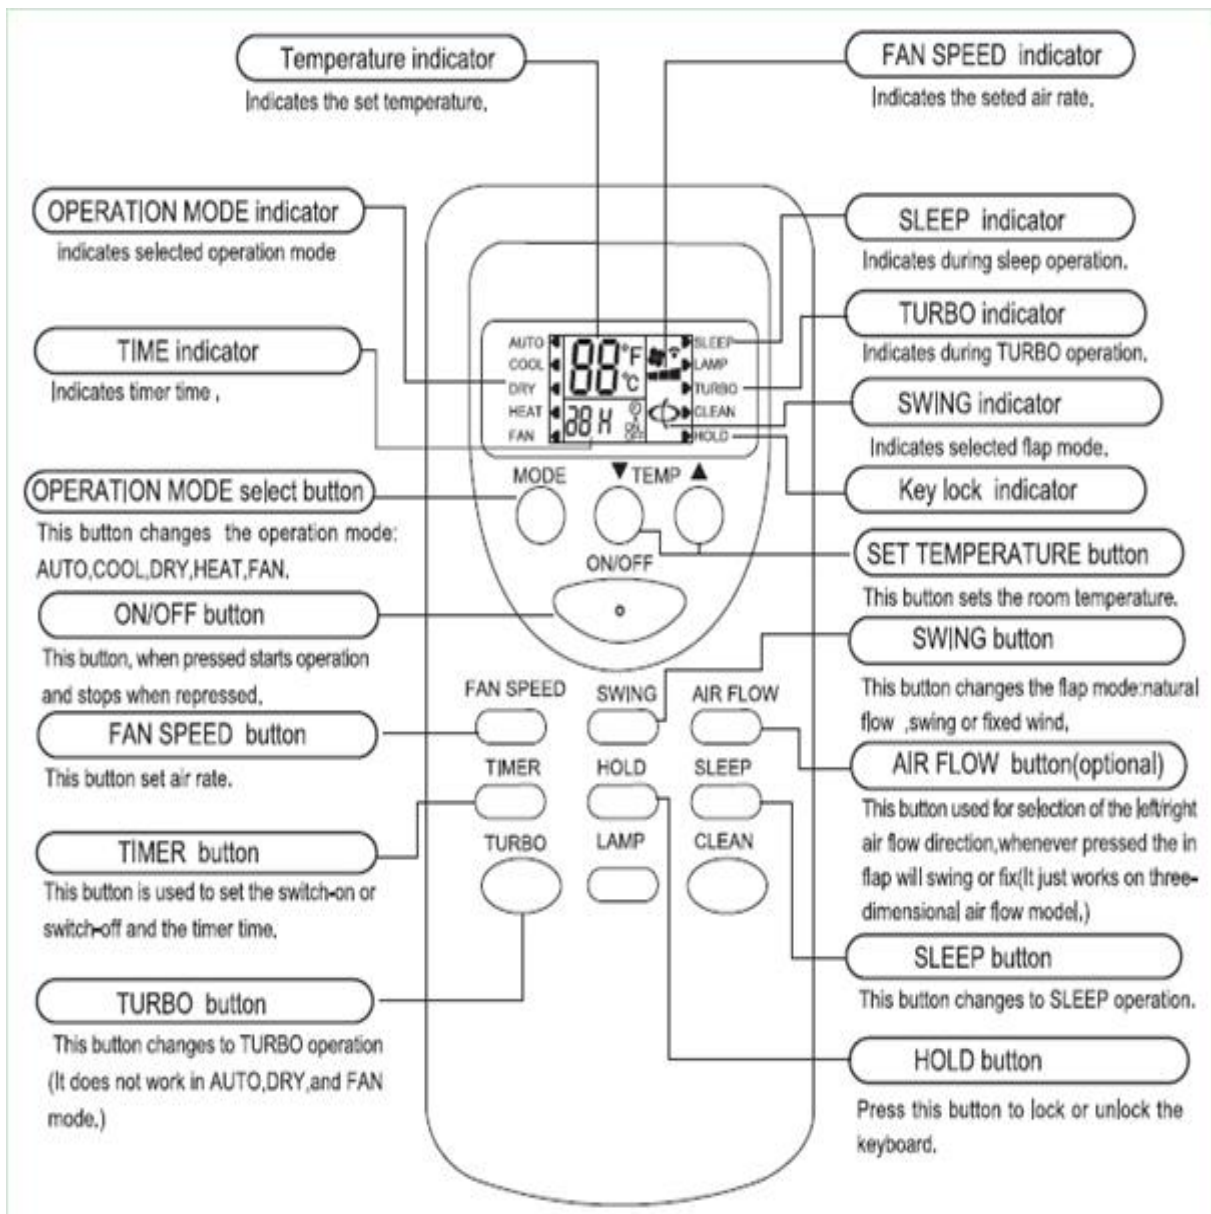 Temperature indicator
Indicates the set temperature.
FAN SPEED indicator
Indicates the seted air rate.
OPERATION MODE indicator
indicates selected operation mode
TIME indicator
Indicates timer time .
OPERATION MODE select button
This button changes the operation mode:
AUTO,COOL,DRY,HEAT,FAN.
ON/OFF button
This button, when pressed starts operation
and stops when repressed.
FAN SPEED button
This button set air rate.
TIMER button
This button is used to set the switch-on or
switch-off and the timer time.
TURBO button
This button changes to TURBO operation
(It does not work in AUTO,DRY,and FAN
mode.)
AUTO
COOL
DRY
HEAT
FAN
88 °F
°C
88 H
ON
OFF
SLEEP
LAMP
TURBO
CLEAN
HOLD
MODE
▼ TEMP ▲
ON/OFF
FAN SPEED
SWING
AIR FLOW
TIMER
HOLD
SLEEP
TURBO
LAMP
CLEAN
SLEEP indicator
Indicates during sleep operation.
TURBO indicator
Indicates during TURBO operation.
SWING indicator
Indicates selected flap mode.
Key lock indicator
SET TEMPERATURE button
This button sets the room temperature.
SWING button
This button changes the flap mode:natural
flow ,swing or fixed wind.
AIR FLOW button(optional)
This button used for selection of the left/right
air flow direction,whenever pressed the in
flap will swing or fix(It just works on three-
dimensional air flow model.)
SLEEP button
This button changes to SLEEP operation.
HOLD button
Press this button to lock or unlock the
keyboard.